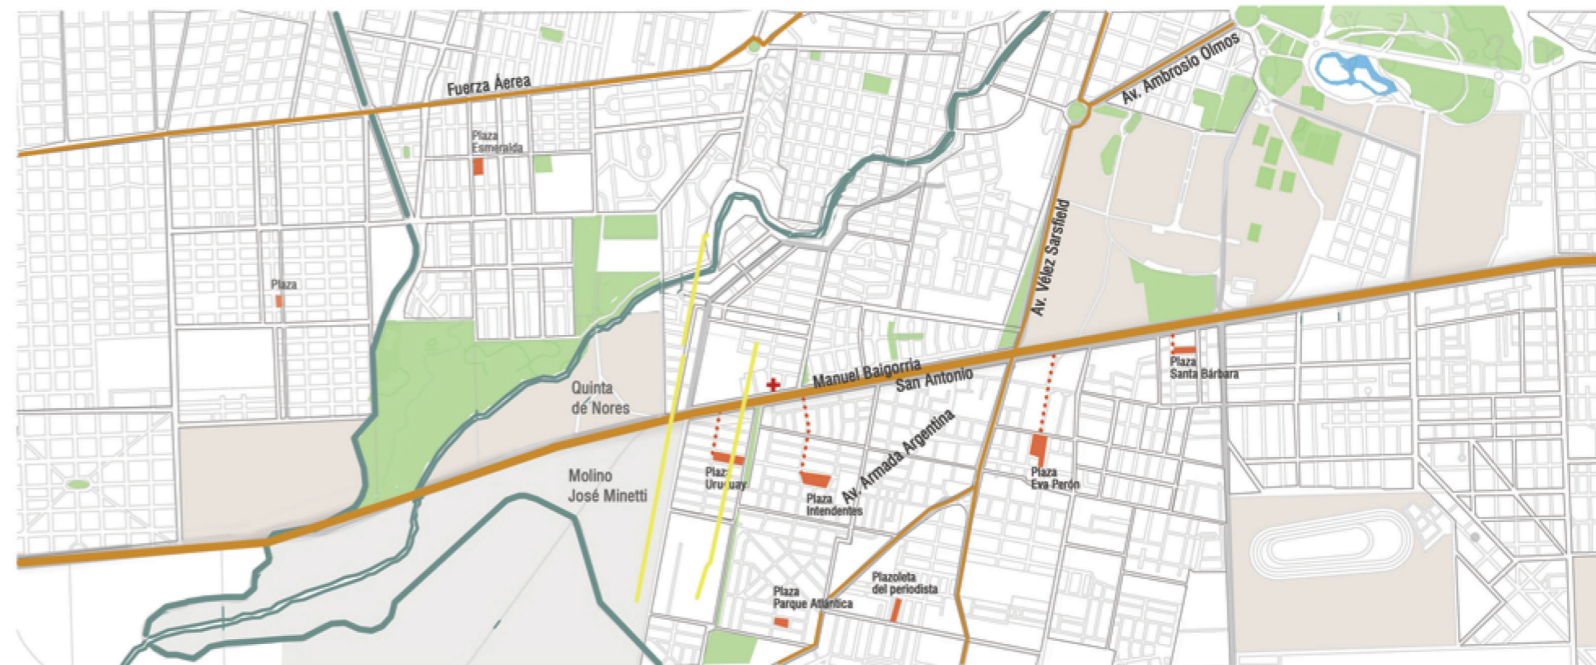 Fuerza Áerea
Av. Ambrosio Olmos
Plaza
Esmeralda
Av. Vélez Sarsfield
Plaza
Manuel Baigorria
San Antonio
Plaza
Santa Bárbara
Quinta
de Nores
Av. Armada Argentina
Molino
José Minetti
Plaza
Uruguay
Plaza
Intendentes
Plaza
Eva Perón
Plaza
Parque Atlántica
Plazoleta
del periodista